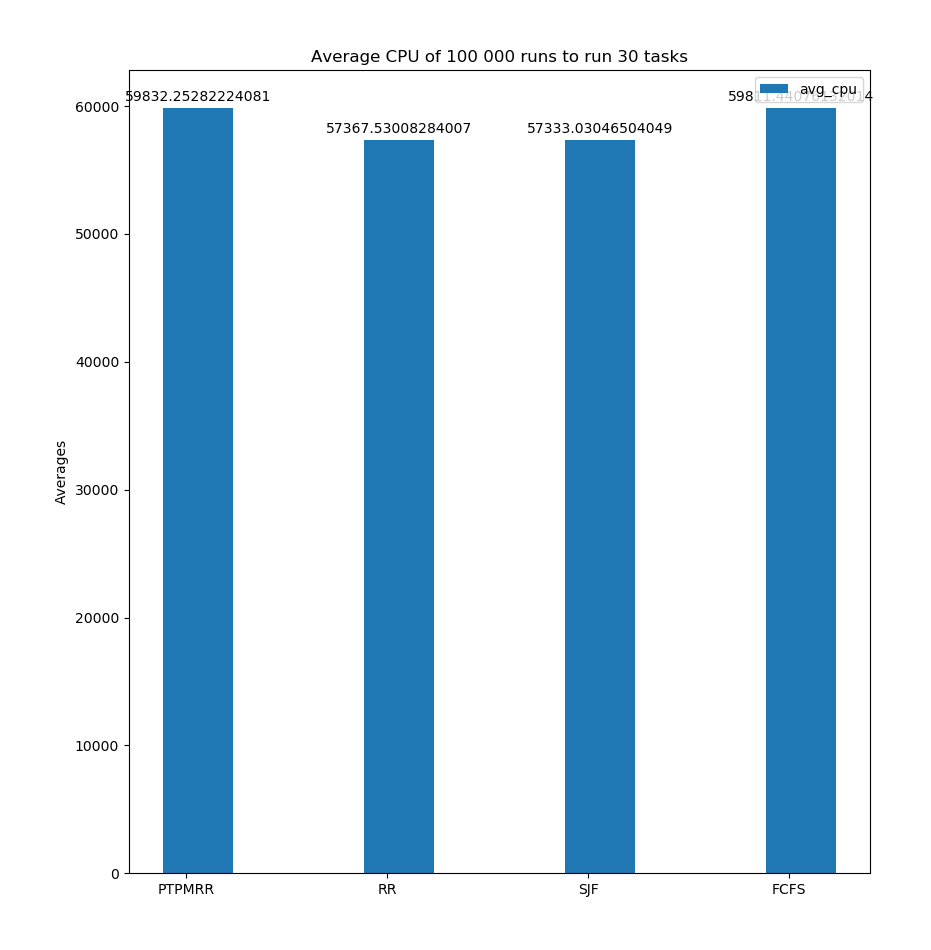 Average CPU of 100 000 runs to run 30 tasks
avg_cpu
59832.25282224081
57367.53008284007
57333.03046504049
60000
50000
40000
30000
20000
10000
0
Averages
PTPMRR
RR
SJF
FCFS